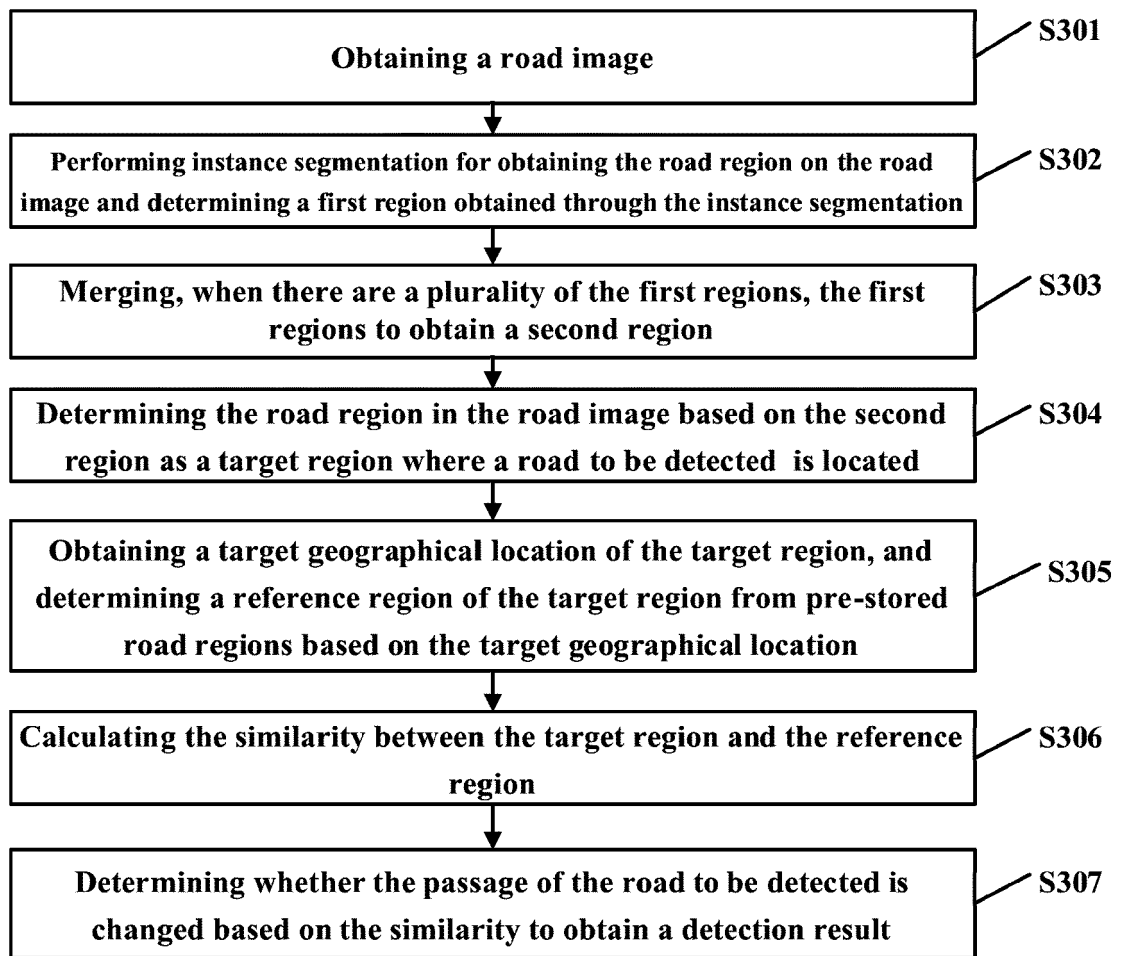 Obtaining a road image
S301
Performing instance segmentation for obtaining the road region on the road
image and determining a first region obtained through the instance segmentation
S302
Merging, when there are a plurality of the first regions, the first
regions to obtain a second region
S303
Determining the road region in the road image based on the second
region as a target region where a road to be detected is located
S304
Obtaining a target geographical location of the target region, and
determining a reference region of the target region from pre-stored
road regions based on the target geographical location
S305
Calculating the similarity between the target region and the reference
region
S306
Determining whether the passage of the road to be detected is
changed based on the similarity to obtain a detection result
S307